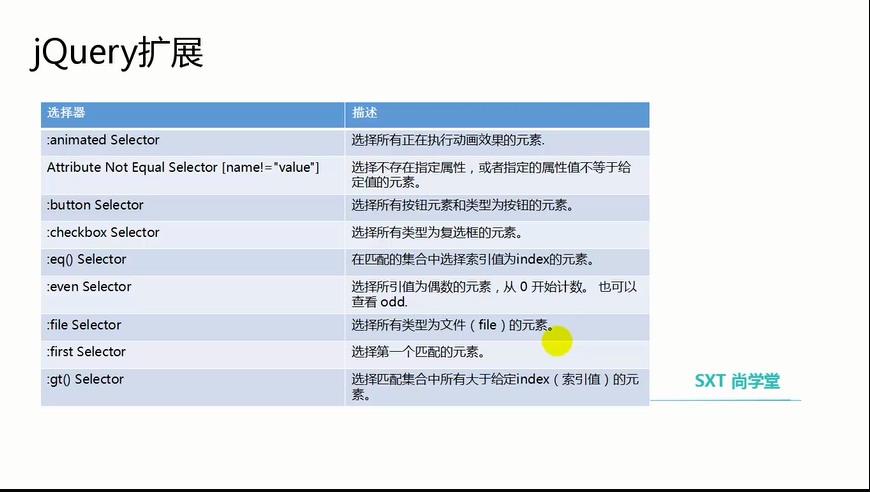 jQuery扩展
选择器 描述
:animated Selector 选择所有正在执行动画效果的元素.
Attribute Not Equal Selector [name!="value"] 选择不存在指定属性，或者指定的属性值不等于给
定值的元素。
:button Selector 选择所有按钮元素和类型为按钮的元素。
:checkbox Selector 选择所有类型为复选框的元素。
:eq() Selector 在匹配的集合中选择索引值为index的元素。
:even Selector 选择所引值为偶数的元素，从 0 开始计数。 也可以
查看 odd.
:file Selector 选择所有类型为文件（file）的元素。
:first Selector 选择第一个匹配的元素。
:gt() Selector 选择匹配集合中所有大于给定index（索引值）的元
素。
SXT 尚学堂